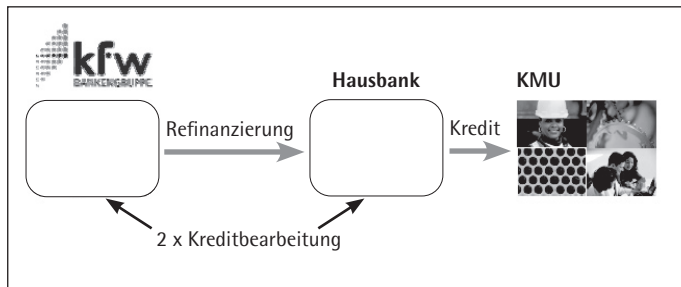 kfw
BANKENGRUPPE
Hausbank
KMU
Refinanzierung
Kredit
2 x Kreditbearbeitung